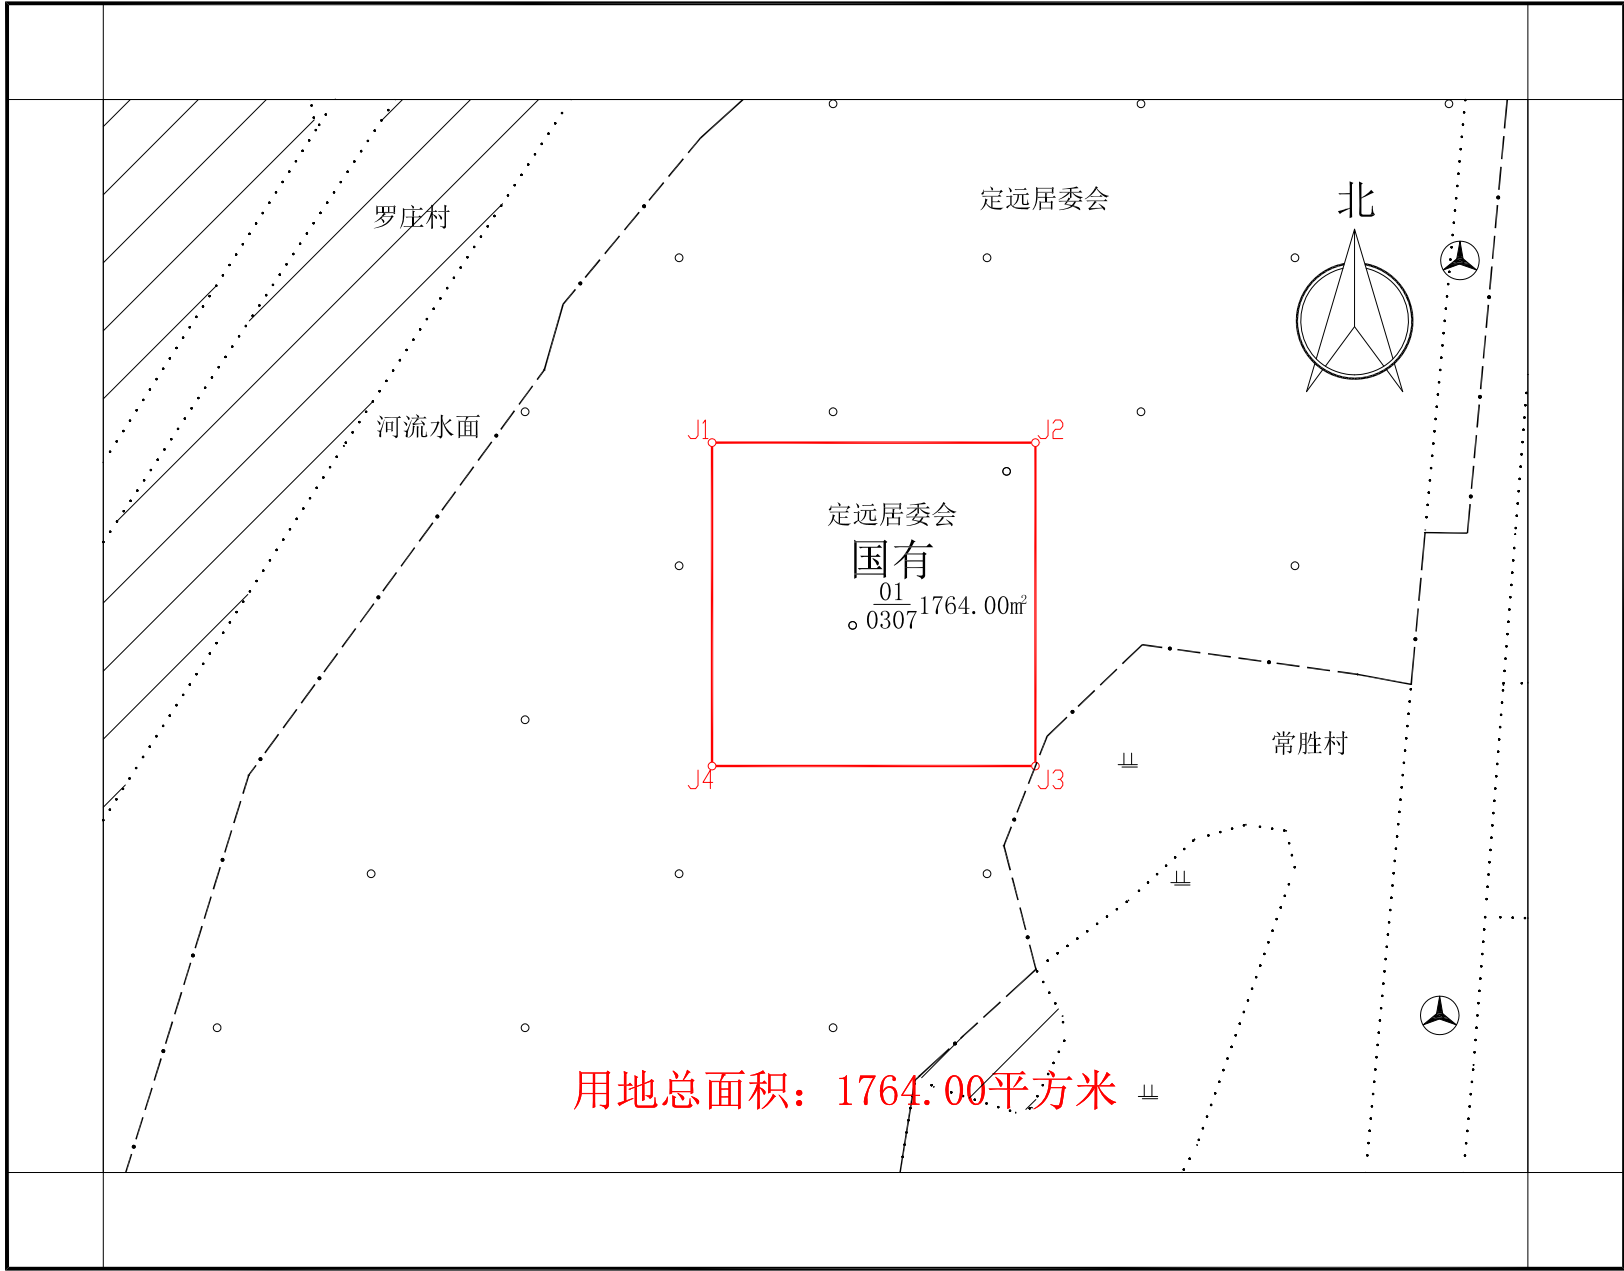 定远居委会
北
罗庄村
河流水面
J1
J2
定远居委会
国有
01
0307
1764.00㎡
常胜村
J4
J3
用地总面积：1764.00平方米